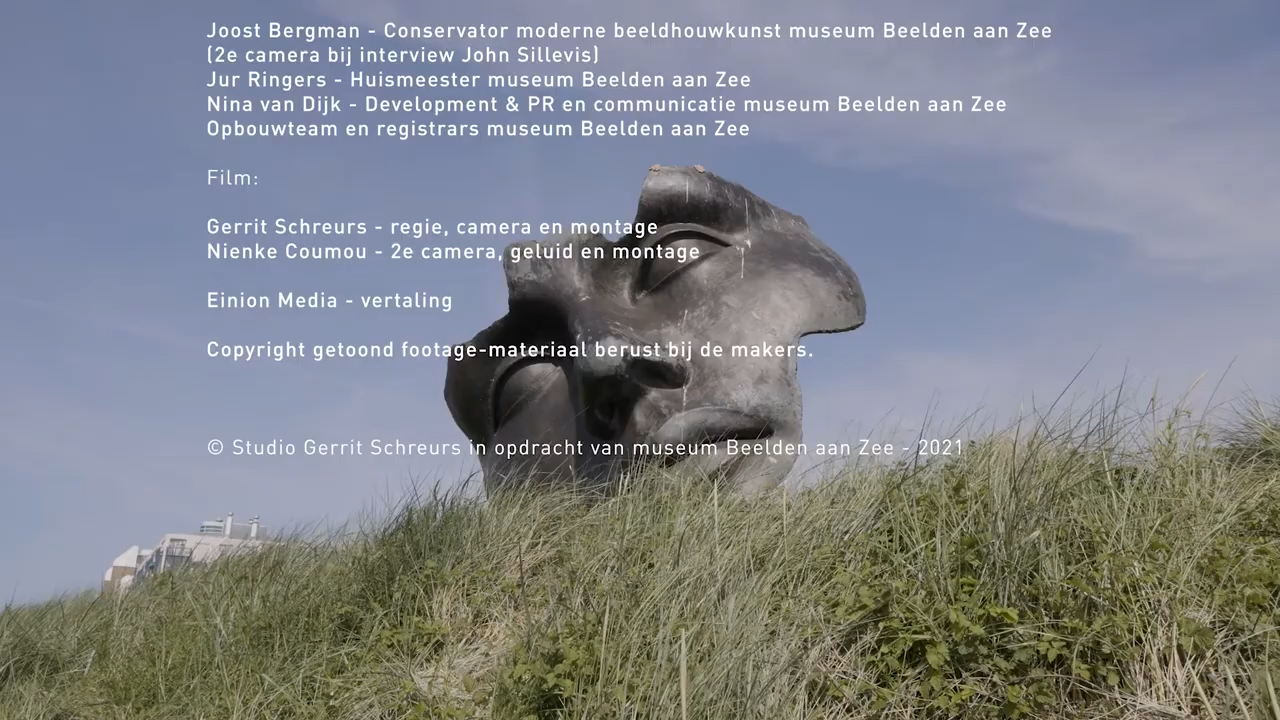 Joost Bergman - Conservator moderne beeldhouwkunst museum Beelden aan Zee
(2e camera bij interview John Sillevis)
Jur Ringers - Huismeester museum Beelden aan Zee
Nina van Dijk - Development & PR en communicatie museum Beelden aan Zee
Opbouwteam en registrars museum Beelden aan Zee
Film:
Gerrit Schreurs - regie, camera en montage
Nienke Coumou - 2e camera, geluid en montage
Einion Media - vertaling
Copyright getoond footage-materiaal berust bij de makers.
© Studio Gerrit Schreurs in opdracht van museum Beelden aan Zee - 2021